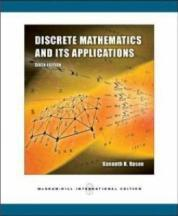 DISCRETE MATHEMATICS
AND ITS APPLICATIONS
SIXTH EDITION
Kenneth H. Rosen
McGRAW-HILL INTERNATIONAL EDITION